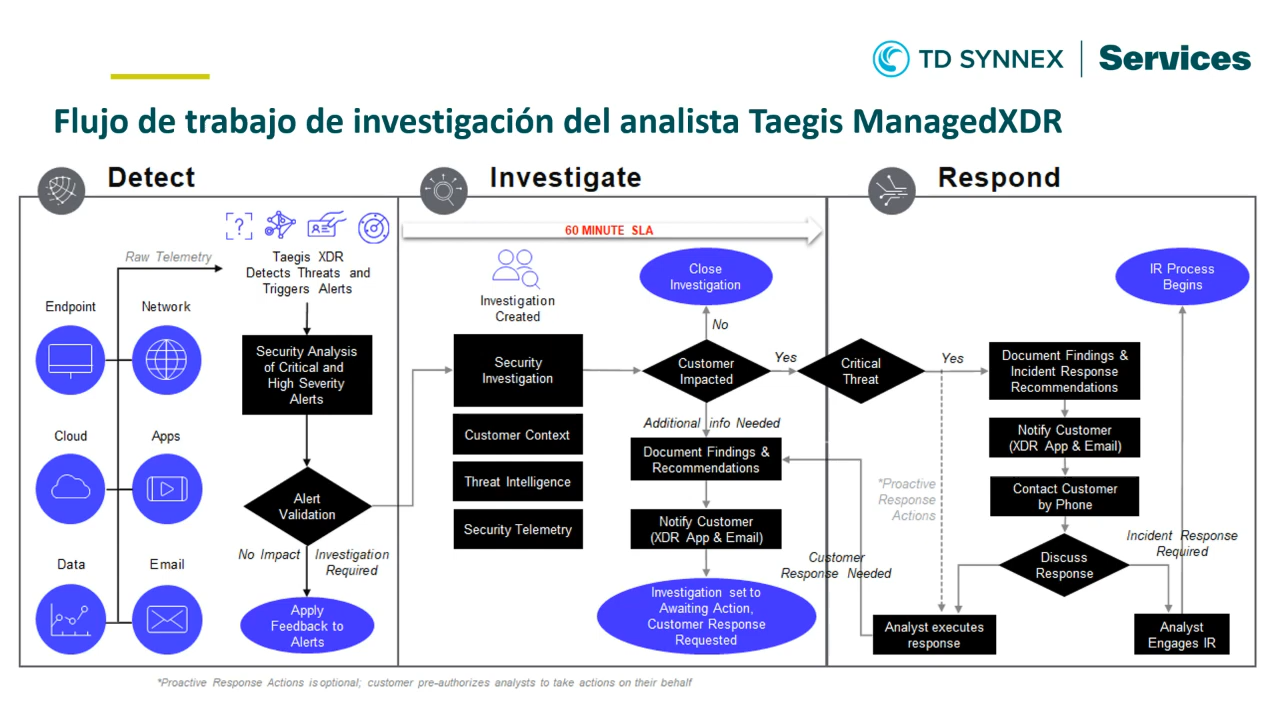 TD SYNNEX | Services
Flujo de trabajo de investigación del analista Taegis ManagedXDR
Detect
Raw Telemetry
Taegis XDR
Detects Threats and
Triggers Alerts
Endpoint
Network
Cloud
Apps
Data
Email
Security Analysis
of Critical and
High Severity
Alerts
Alert
Validation
No Impact
Investigation
Required
Apply
Feedback to
Alerts
Investigate
60 MINUTE SLA
Investigation
Created
Security
Investigation
Customer Context
Threat Intelligence
Security Telemetry
Close
Investigation
No
Customer
Impacted
Yes
Additional info Needed
Document Findings &
Recommendations
Notify Customer
(XDR App & Email)
Investigation set to
Awaiting Action,
Customer Response
Requested
Respond
Critical
Threat
Yes
*Proactive
Response
Actions
Customer
Response Needed
Document Findings &
Incident Response
Recommendations
Notify Customer
(XDR App & Email)
Contact Customer
by Phone
Discuss
Response
Incident Response
Required
Analyst executes
response
Analyst
Engages IR
IR Process
Begins
*Proactive Response Actions is optional; customer pre-authorizes analysts to take actions on their behalf